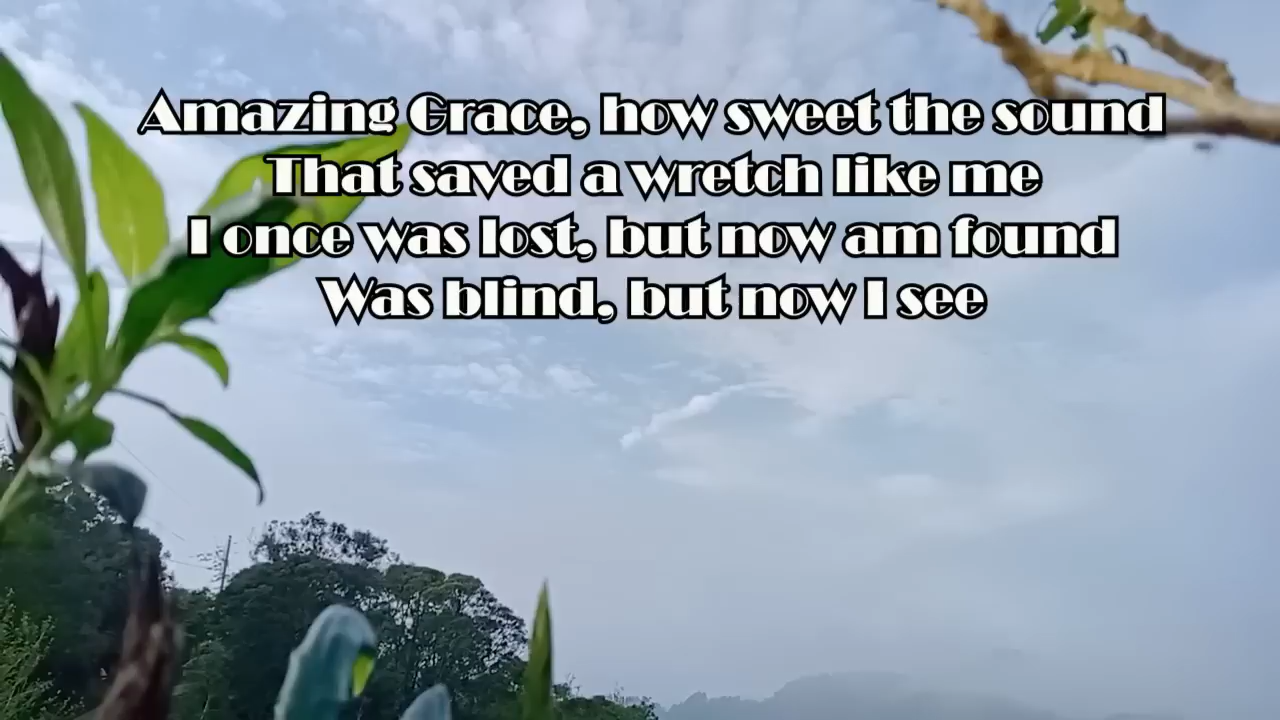 Amazing Grace, how sweet the sound
That saved a wretch like me
I once was lost, but now am found
Was blind, but now I see